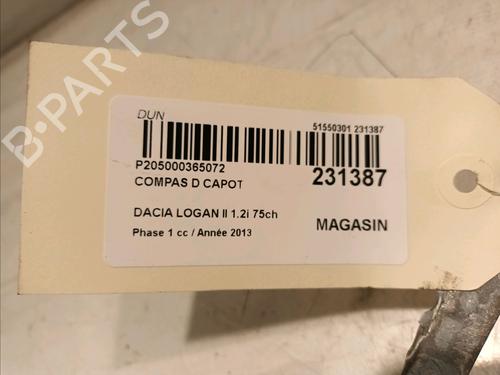 B-PARTS
DUN
51550301 231387
P205000365072
COMPAS D CAPOT
231387
DACIA LOGAN II 1.2i 75ch
Phase 1 cc / Année 2013
MAGASIN